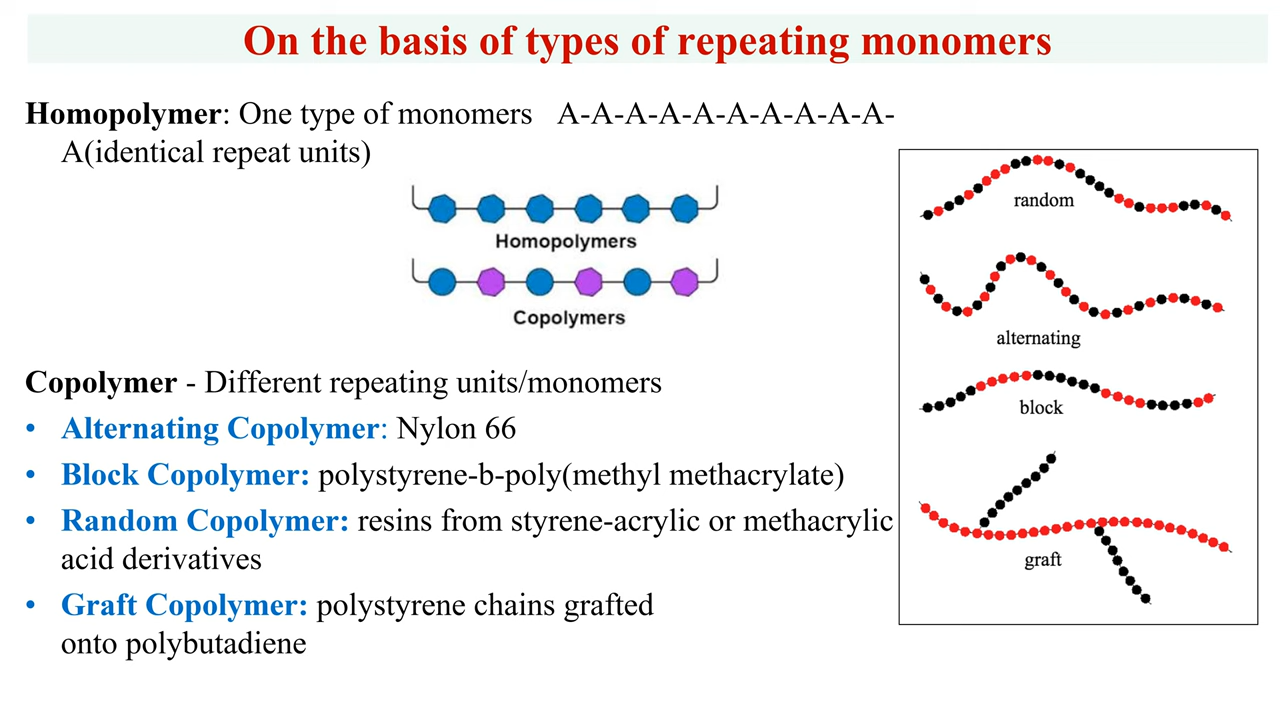 On the basis of types of repeating monomers
Homopolymer: One type of monomers A-A-A-A-A-A-A-A-A-A-
A(identical repeat units)
Homopolymers
Copolymers
Copolymer - Different repeating units/monomers
• Alternating Copolymer: Nylon 66
• Block Copolymer: polystyrene-b-poly(methyl methacrylate)
• Random Copolymer: resins from styrene-acrylic or methacrylic
acid derivatives
• Graft Copolymer: polystyrene chains grafted
onto polybutadiene
random
alternating
block
graft